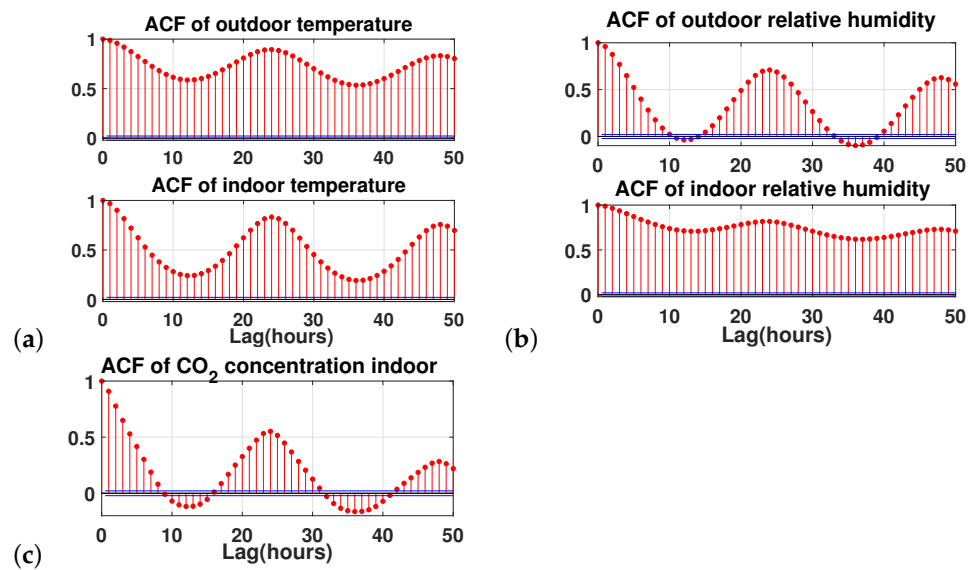 ACF of outdoor temperature
1
0.5
0
0 10 20 30 40 50
ACF of indoor temperature
1
0.5
0
0 10 20 30 40 50
Lag(hours)
(a)
ACF of outdoor relative humidity
1
0.5
0
0 10 20 30 40 50
ACF of indoor relative humidity
1
0.5
0
0 10 20 30 40 50
Lag(hours)
(b)
ACF of CO2 concentration indoor
1
0.5
0
0 10 20 30 40 50
Lag(hours)
(c)